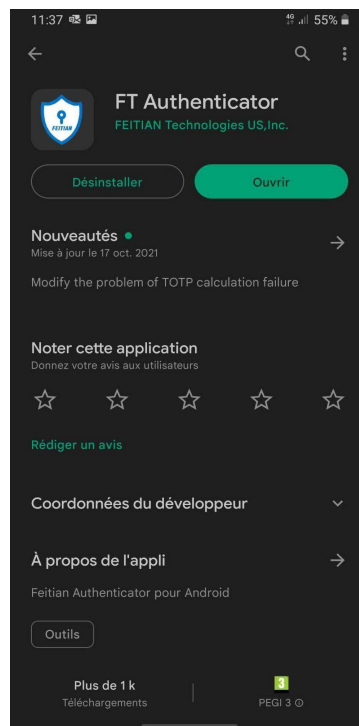 11:37 4G 55%
FEITIAN
FT Authenticator
FEITIAN Technologies US,Inc.
Désinstaller
Ouvrir
Nouveautés •
Mise à jour le 17 oct. 2021
Modify the problem of TOTP calculation failure
Noter cette application
Donnez votre avis aux utilisateurs
Rédiger un avis
Coordonnées du développeur
À propos de l'appli
Feitian Authenticator pour Android
Outils
Plus de 1 k
Téléchargements
3
PEGI 3